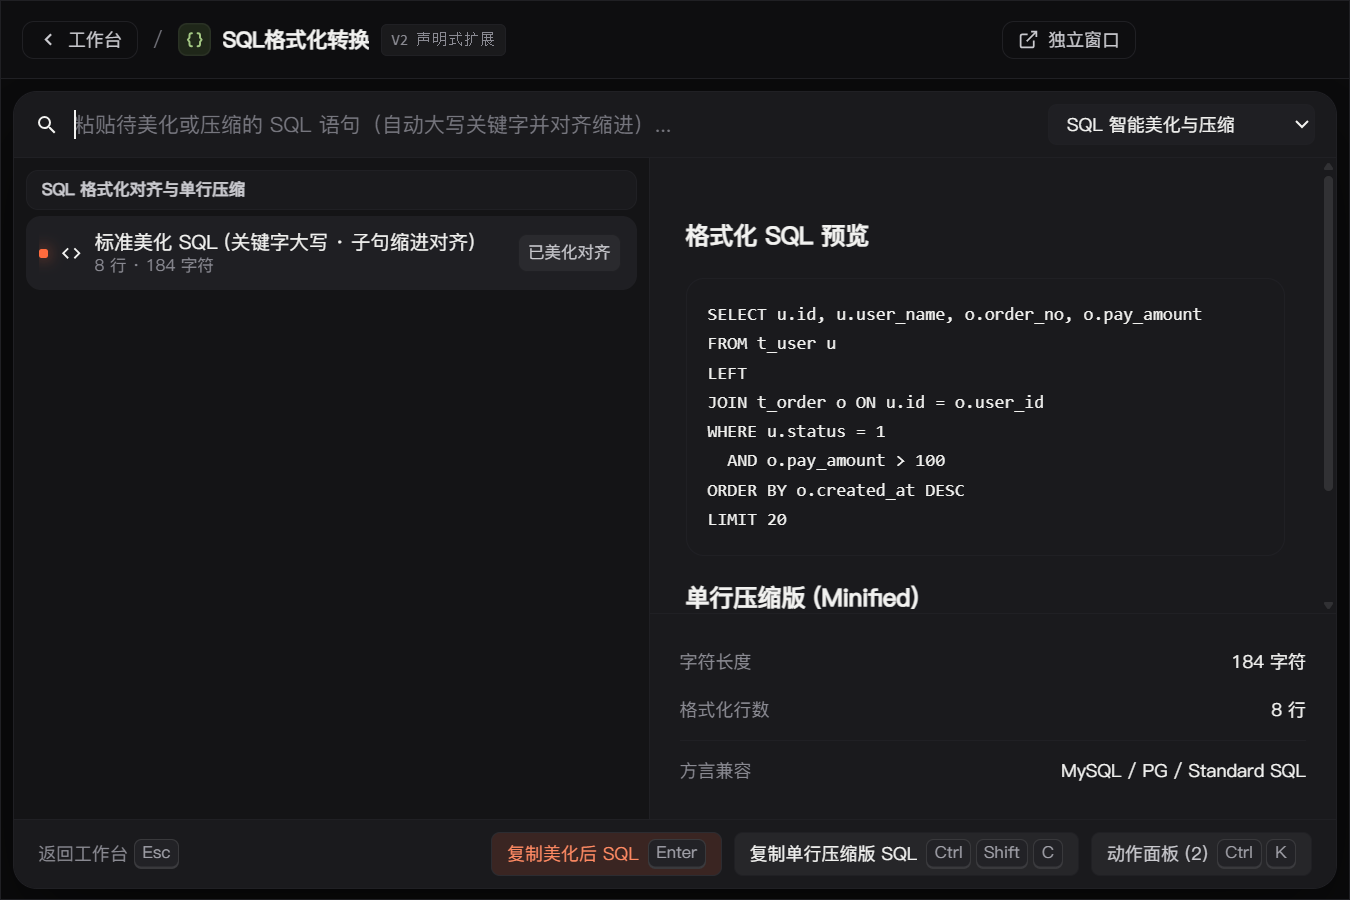 工作台 / {} SQL格式化转换 V2 声明式扩展 独立窗口
粘贴待美化或压缩的 SQL 语句（自动大写关键字并对齐缩进）... SQL 智能美化与压缩
SQL 格式化对齐与单行压缩
标准美化 SQL (关键字大写 · 子句缩进对齐)
8 行 · 184 字符
已美化对齐
格式化 SQL 预览
SELECT u.id, u.user_name, o.order_no, o.pay_amount
FROM t_user u
LEFT
JOIN t_order o ON u.id = o.user_id
WHERE u.status = 1
  AND o.pay_amount > 100
ORDER BY o.created_at DESC
LIMIT 20
单行压缩版 (Minified)
字符长度 184 字符
格式化行数 8 行
方言兼容 MySQL / PG / Standard SQL
返回工作台 Esc 复制美化后 SQL Enter 复制单行压缩版 SQL Ctrl Shift C 动作面板 (2) Ctrl K